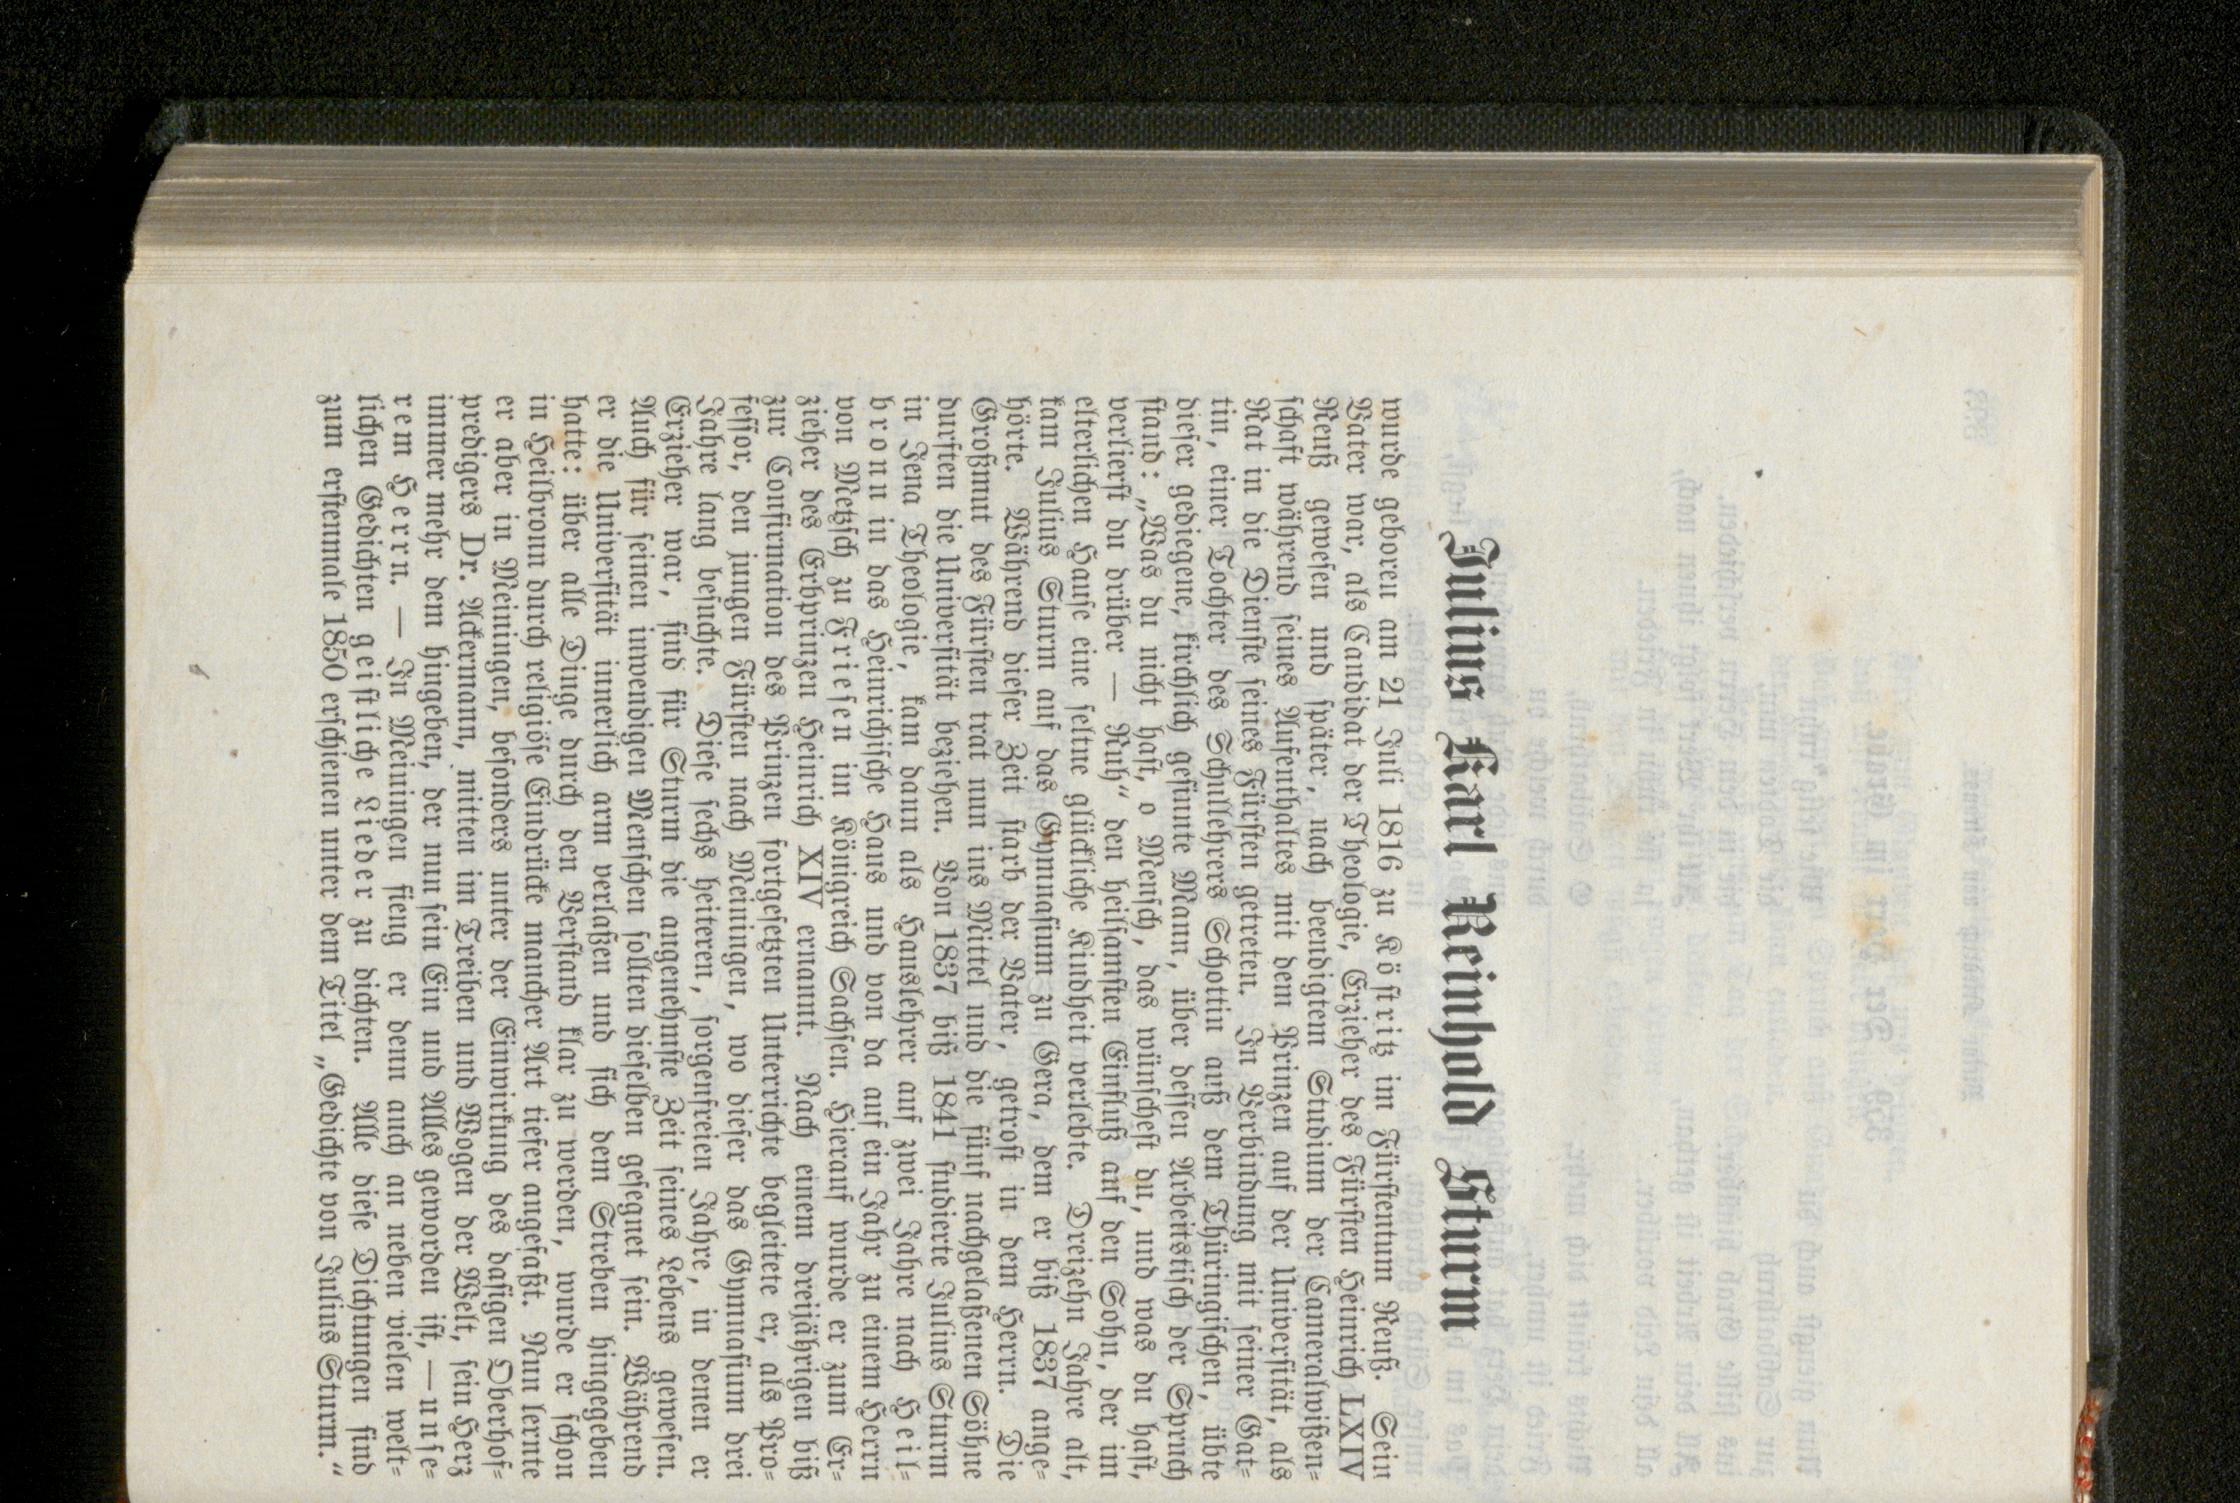 Julius Karl Reinhold Sturm
wurde geboren am 21 Juli 1816 zu Köstritz im Fürstentum Reuß. Sein
Vater war, als Candidat der Theologie, Erzieher des Fürsten Heinrich LXIV
Reuß gewesen und später, nach beendigtem Studium der Cameralwißen-
schaft während seines Aufenthaltes mit dem Prinzen auf der Universität, als
Rat in die Dienste seines Fürsten getreten. In Verbindung mit seiner Gat-
tin, einer Tochter des Schullehrers Schottin auß dem Thüringischen, übte
dieser gediegene, kirchlich gesinnte Mann, über dessen Arbeitstisch der Spruch
stand: „Was du nicht hast, o Mensch, das wünschest du, und was du hast,
verlierst du drüber — Ruh“ den heilsamsten Einfluß auf den Sohn, der im
elterlichen Hause eine seltne glückliche Kindheit verlebte. Dreizehn Jahre alt,
kam Julius Sturm auf das Gymnasium zu Gera, dem er biß 1837 ange-
hörte. Während dieser Zeit starb der Vater, getrost in dem Herrn. Die
Großmut des Fürsten trat nun ins Mittel und die fünf nachgelaßenen Söhne
durften die Universität beziehen. Von 1837 biß 1841 studierte Julius Sturm
in Jena Theologie, kam dann als Hauslehrer auf zwei Jahre nach Heil-
bronn in das Heinrichische Haus und von da auf ein Jahr zu einem Herrn
von Metzsch zu Friesen im Königreich Sachsen. Hierauf wurde er zum Er-
zieher des Erbprinzen Heinrich XIV ernannt. Nach einem dreijährigen biß
zur Confirmation des Prinzen fortgesetzten Unterrichte begleitete er, als Pro-
fessor, den jungen Fürsten nach Meiningen, wo dieser das Gymnasium drei
Jahre lang besuchte. Diese sechs heiteren, sorgenfreien Jahre, in denen er
Erzieher war, sind für Sturm die angenehmste Zeit seines Lebens gewesen.
Auch für seinen inwendigen Menschen sollten dieselben gesegnet sein. Während
er die Universität innerlich arm verlaßen und sich dem Streben hingegeben
hatte: über alle Dinge durch den Verstand klar zu werden, wurde er schon
in Heilbronn durch religiöse Eindrücke mancher Art tiefer angefaßt. Nun lernte
er aber in Meiningen, besonders unter der Einwirkung des dasigen Oberhof-
predigers Dr. Ackermann, mitten im Treiben und Wogen der Welt, sein Herz
immer mehr dem hingeben, der nun sein Ein und Alles geworden ist, — unse-
rem Herrn. — In Meiningen fieng er denn auch an neben vielen welt-
lichen Gedichten geistliche Lieder zu dichten. Alle diese Dichtungen sind
zum erstenmale 1850 erschienen unter dem Titel „Gedichte von Julius Sturm.“